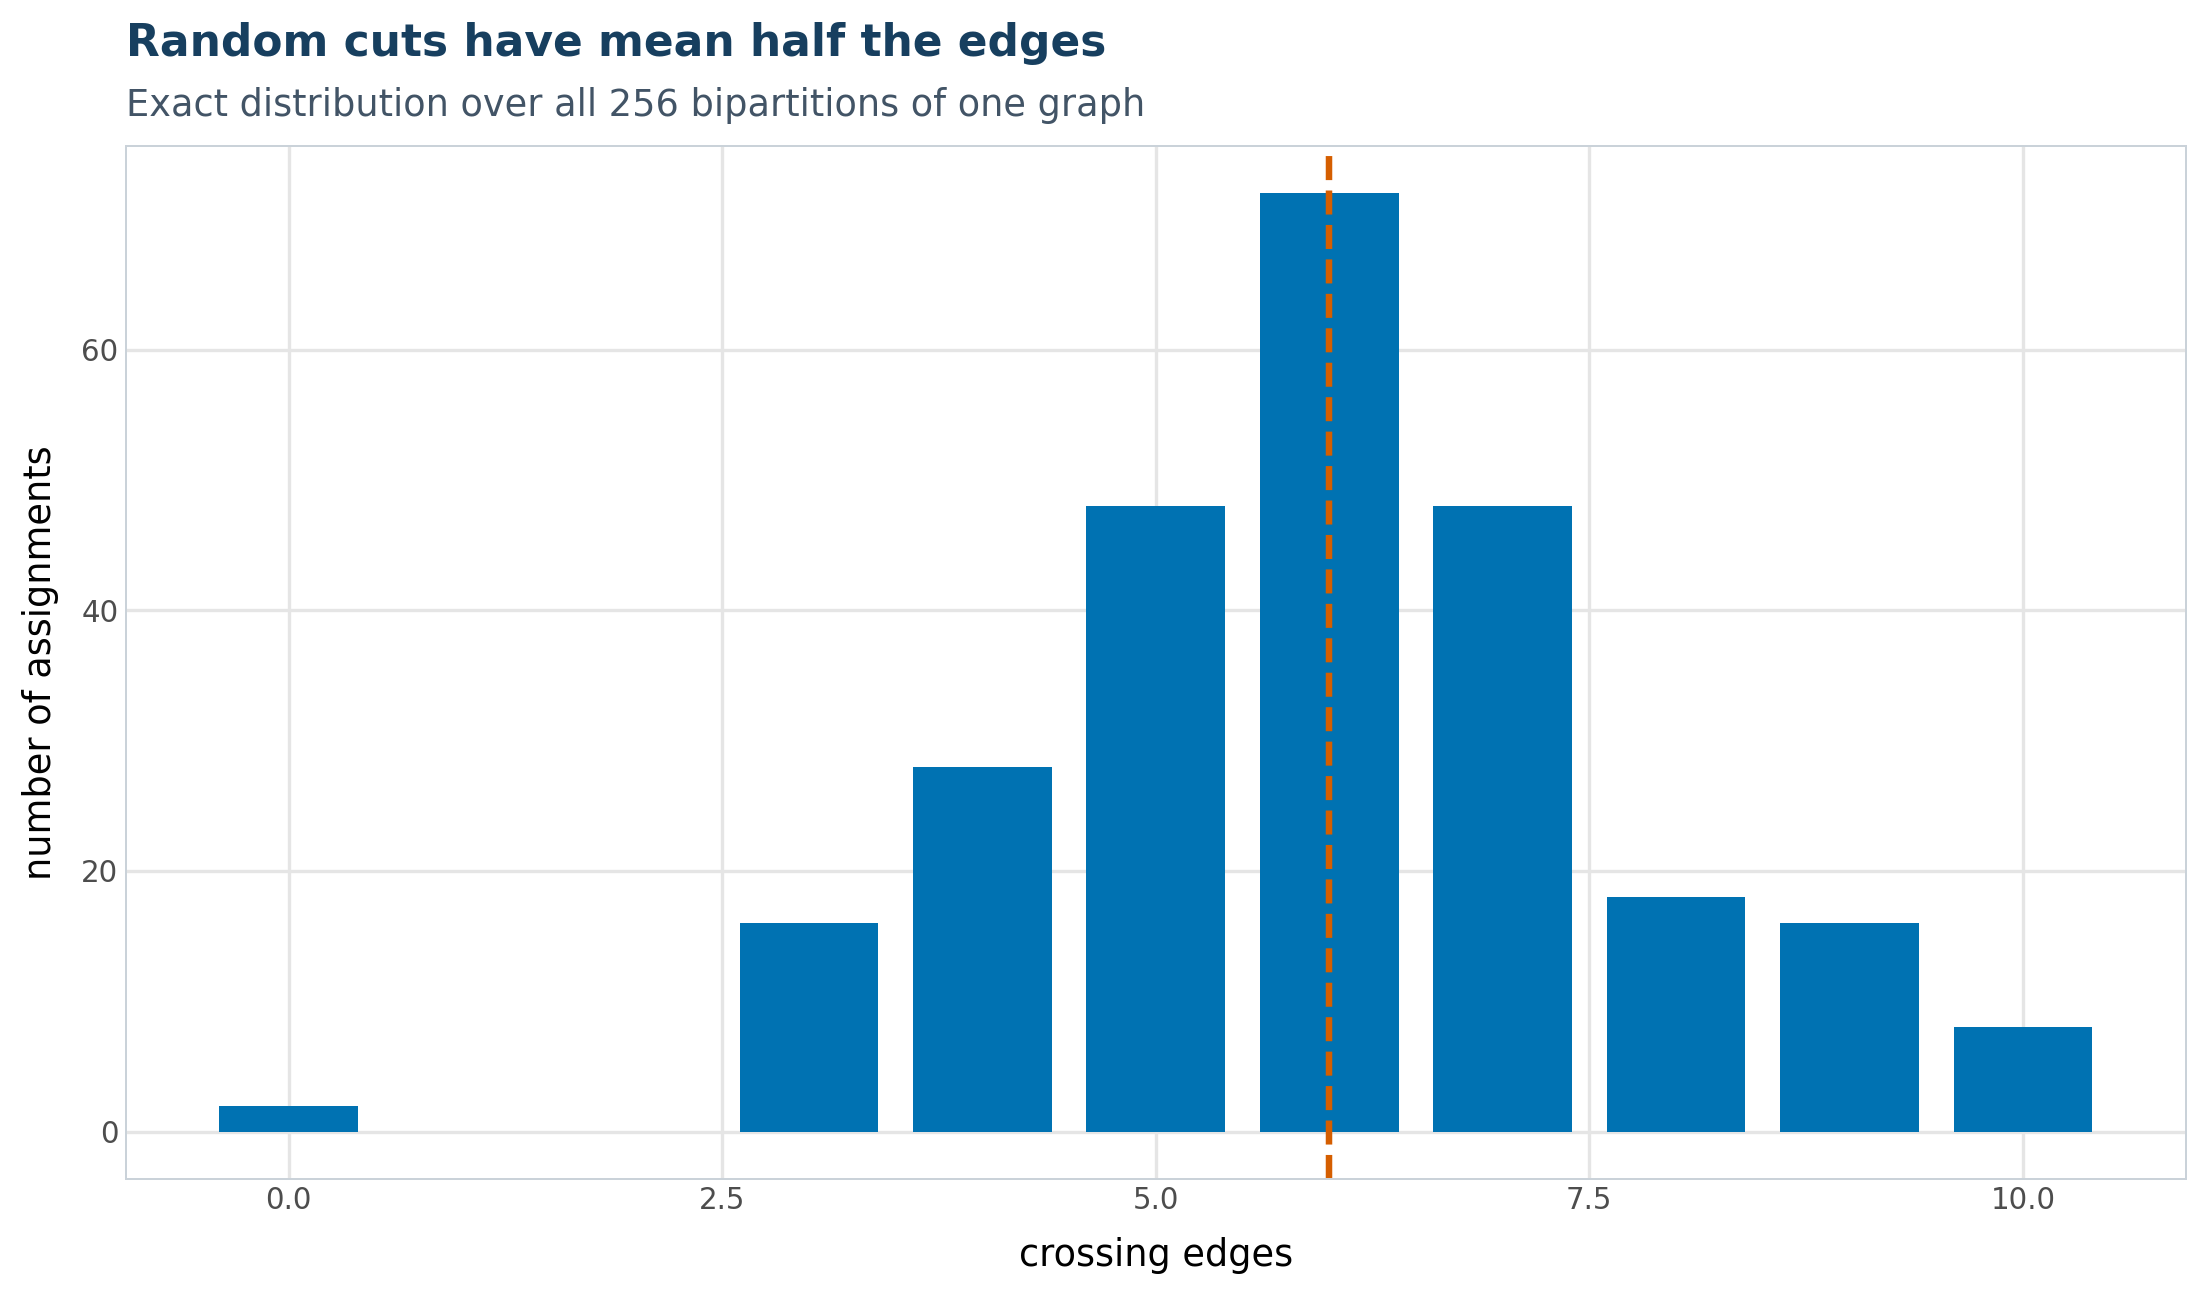 Random cuts have mean half the edges
Exact distribution over all 256 bipartitions of one graph
number of assignments
60
40
20
0
0.0 2.5 5.0 7.5 10.0
crossing edges